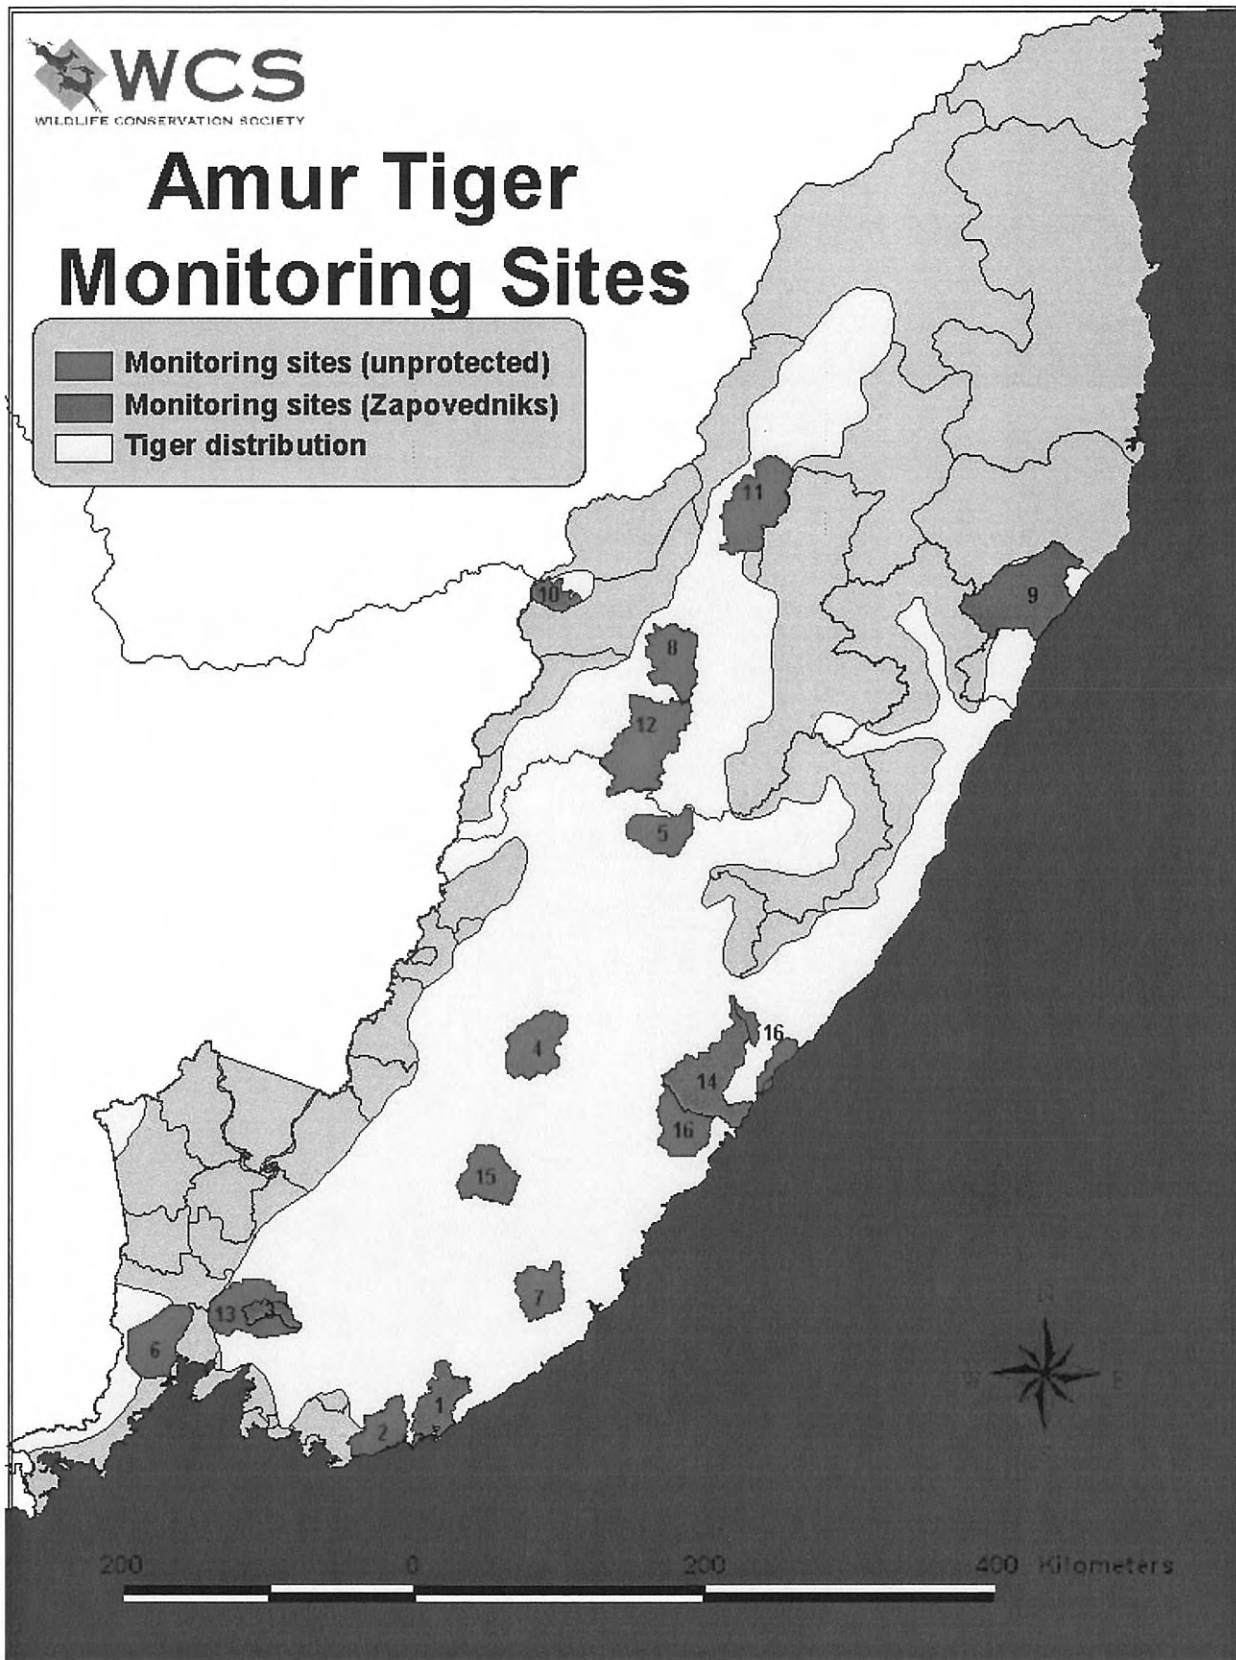 WCS
WILDLIFE CONSERVATION SOCIETY
Amur Tiger
Monitoring Sites
Monitoring sites (unprotected)
Monitoring sites (Zapovedniks)
Tiger distribution
11
10
9
8
12
5
4
16
14
16
15
7
13
3
6
1
2
N
W
E
S
200 0 200 400 Kilometers